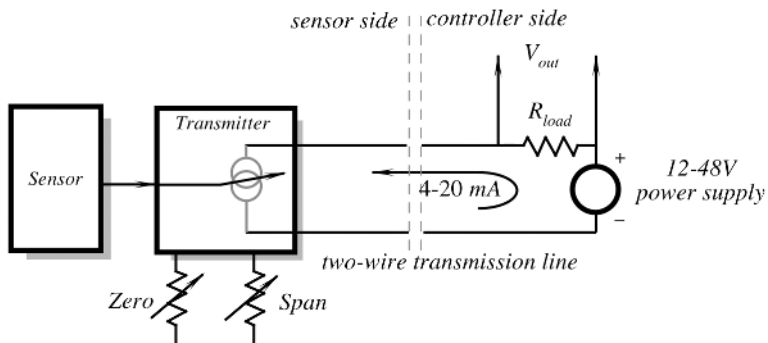 sensor side
controller side
V_out
R_load
Transmitter
Sensor
+
12-48V
power supply
4-20 mA
−
two-wire transmission line
Zero
Span